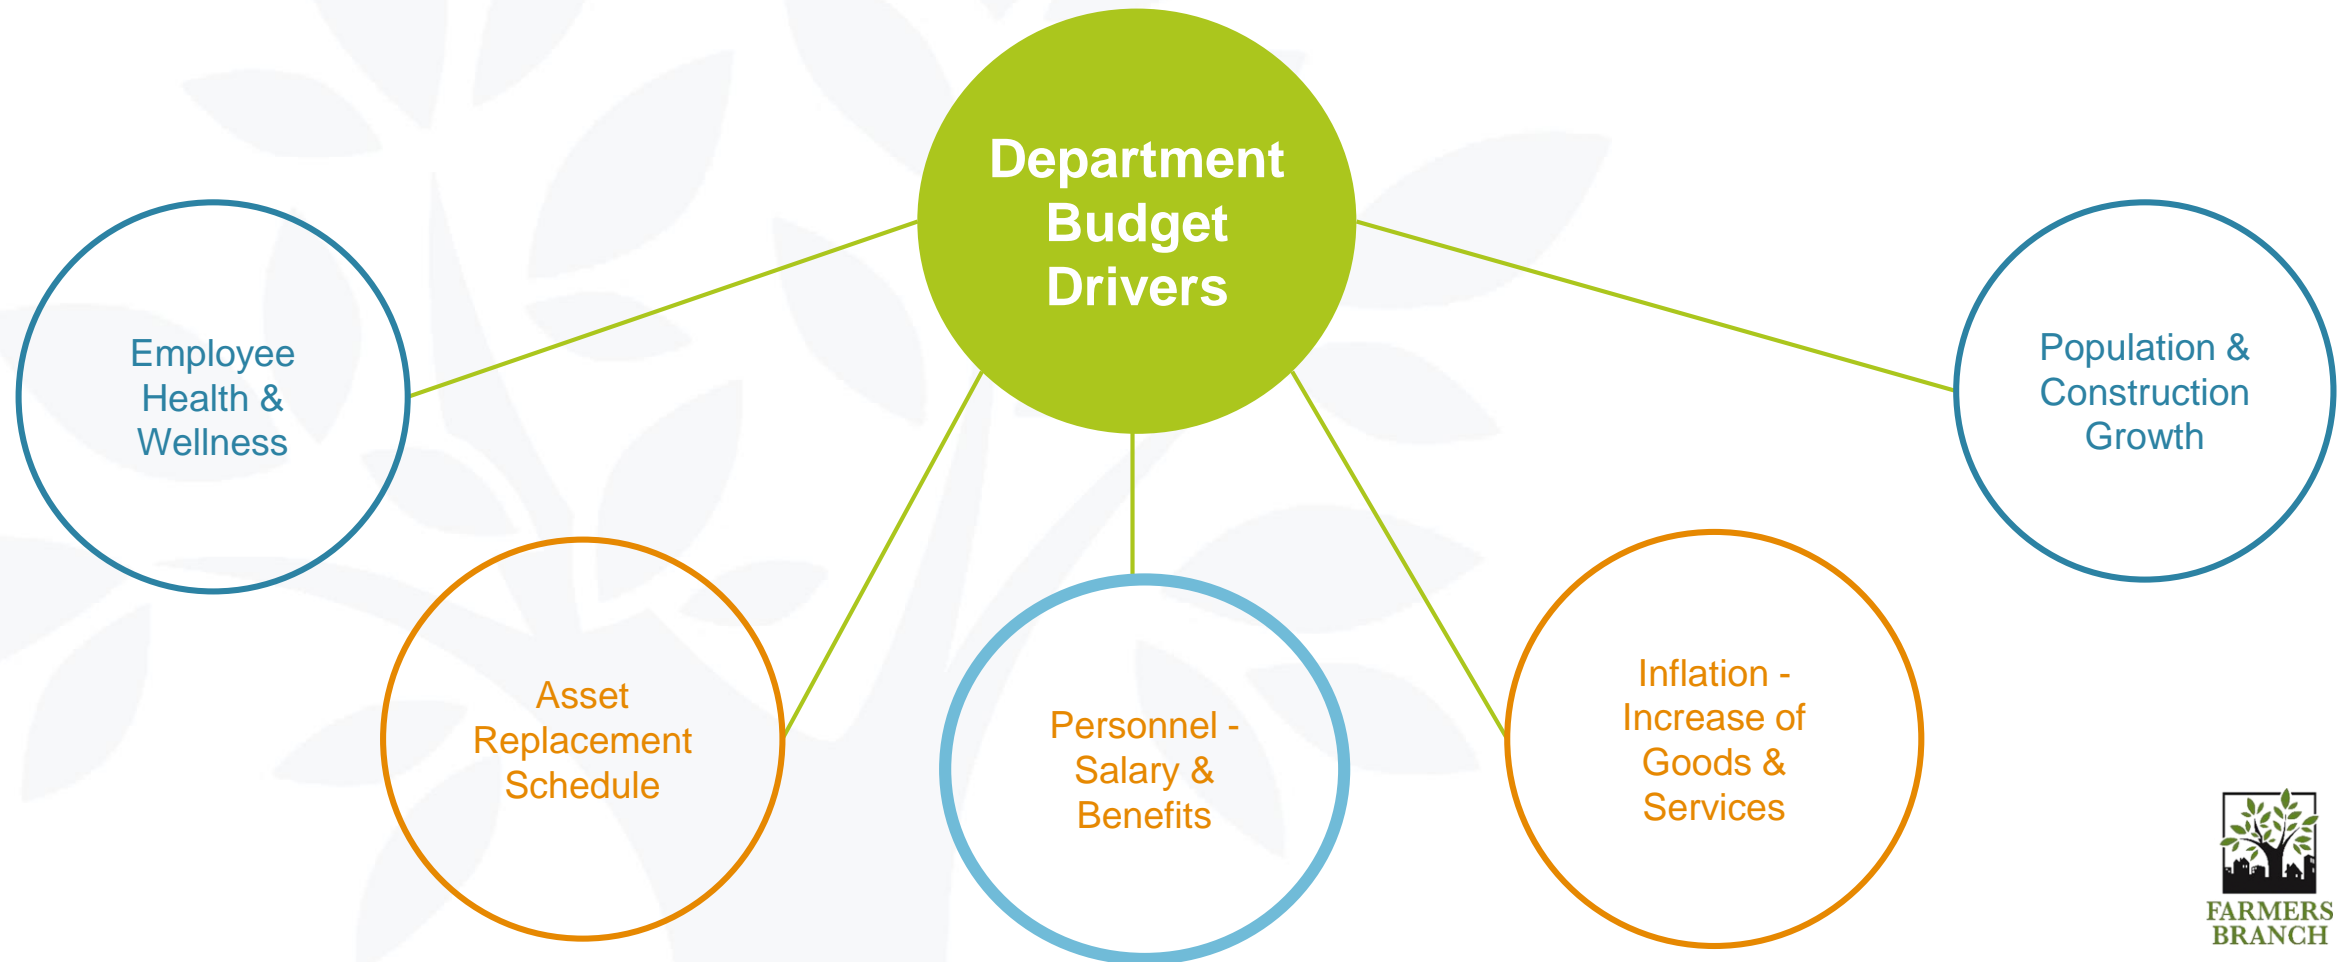 Department
Budget
Drivers
Employee
Health &
Wellness
Asset
Replacement
Schedule
Personnel -
Salary &
Benefits
Inflation -
Increase of
Goods &
Services
Population &
Construction
Growth
FARMERS
BRANCH